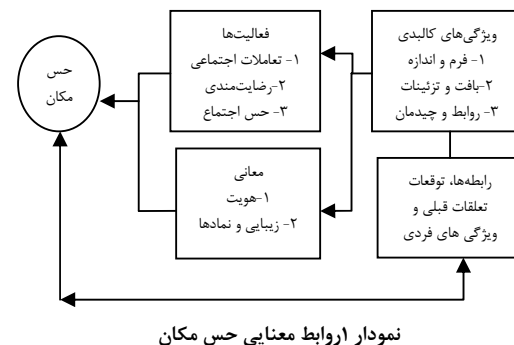 ویژگی‌های کالبدی
۱- فرم و اندازه
۲-بافت و تزئینات
۳- روابط و چیدمان
رابطه‌ها، توقعات
تعلقات قبلی و
ویژگی های فردی
فعالیت‌ها
۱- تعاملات اجتماعی
۲-رضایت‌مندی
۳- حس اجتماع
معانی
۱-هویت
۲- زیبایی و نمادها
حس
مکان
نمودار ۱روابط معنایی حس مکان